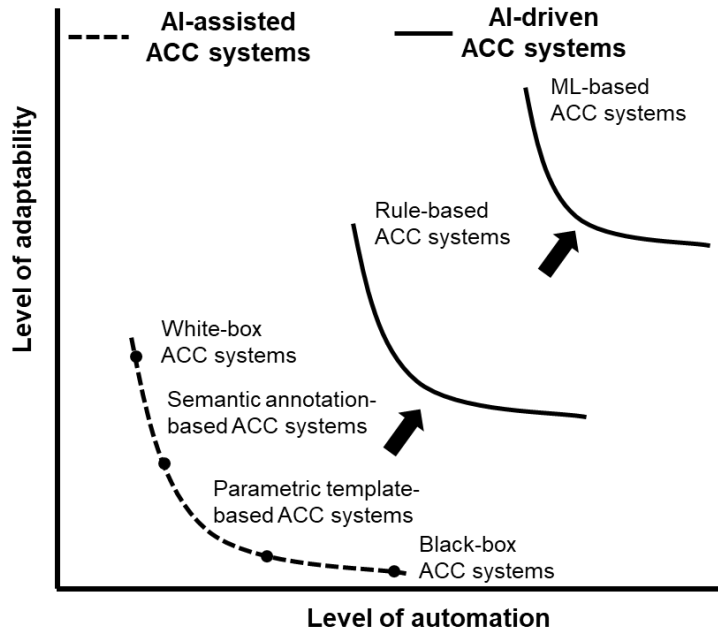 AI-assisted
ACC systems
AI-driven
ACC systems
ML-based
ACC systems
Rule-based
ACC systems
White-box
ACC systems
Semantic annotation-
based ACC systems
Parametric template-
based ACC systems
Black-box
ACC systems
Level of adaptability
Level of automation